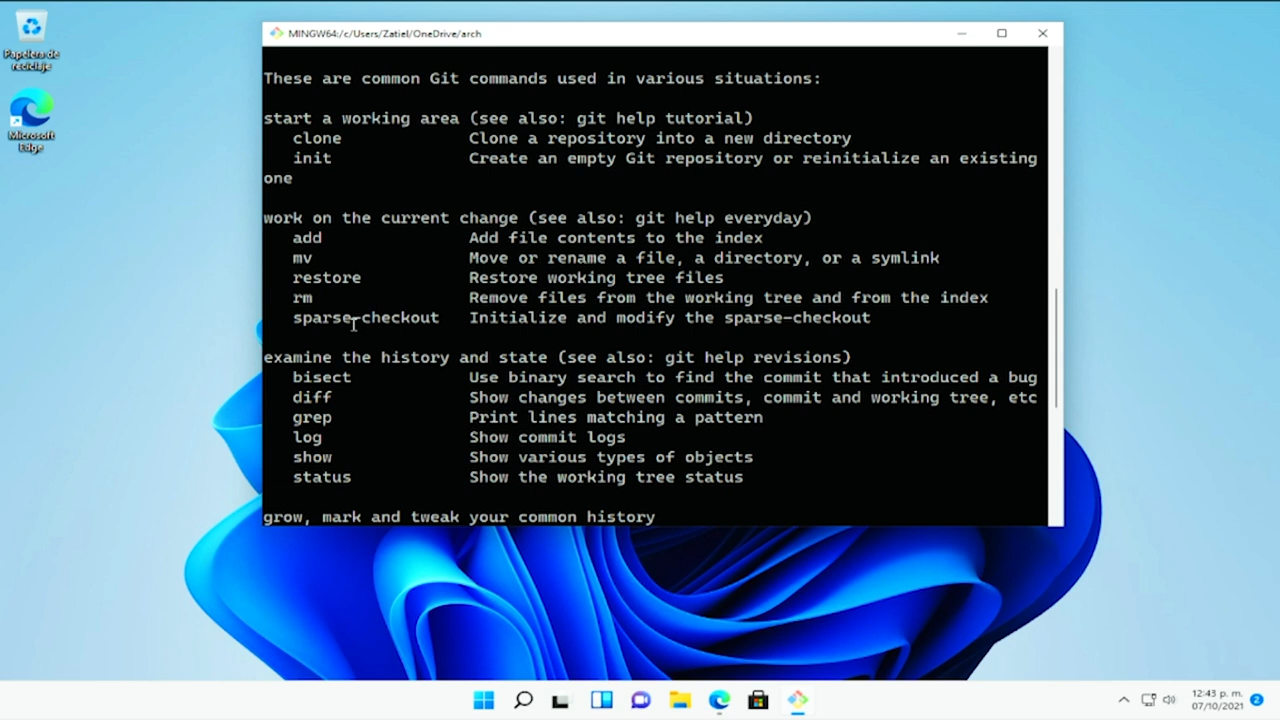 Papelera de
reciclaje
Microsoft
Edge
MINGW64:/c/Users/Zatiel/OneDrive/arch
These are common Git commands used in various situations:
start a working area (see also: git help tutorial)
clone Clone a repository into a new directory
init Create an empty Git repository or reinitialize an existing
one
work on the current change (see also: git help everyday)
add Add file contents to the index
mv Move or rename a file, a directory, or a symlink
restore Restore working tree files
rm Remove files from the working tree and from the index
sparse-checkout Initialize and modify the sparse-checkout
examine the history and state (see also: git help revisions)
bisect Use binary search to find the commit that introduced a bug
diff Show changes between commits, commit and working tree, etc
grep Print lines matching a pattern
log Show commit logs
show Show various types of objects
status Show the working tree status
grow, mark and tweak your common history
12:43 p. m.
07/10/2021
2